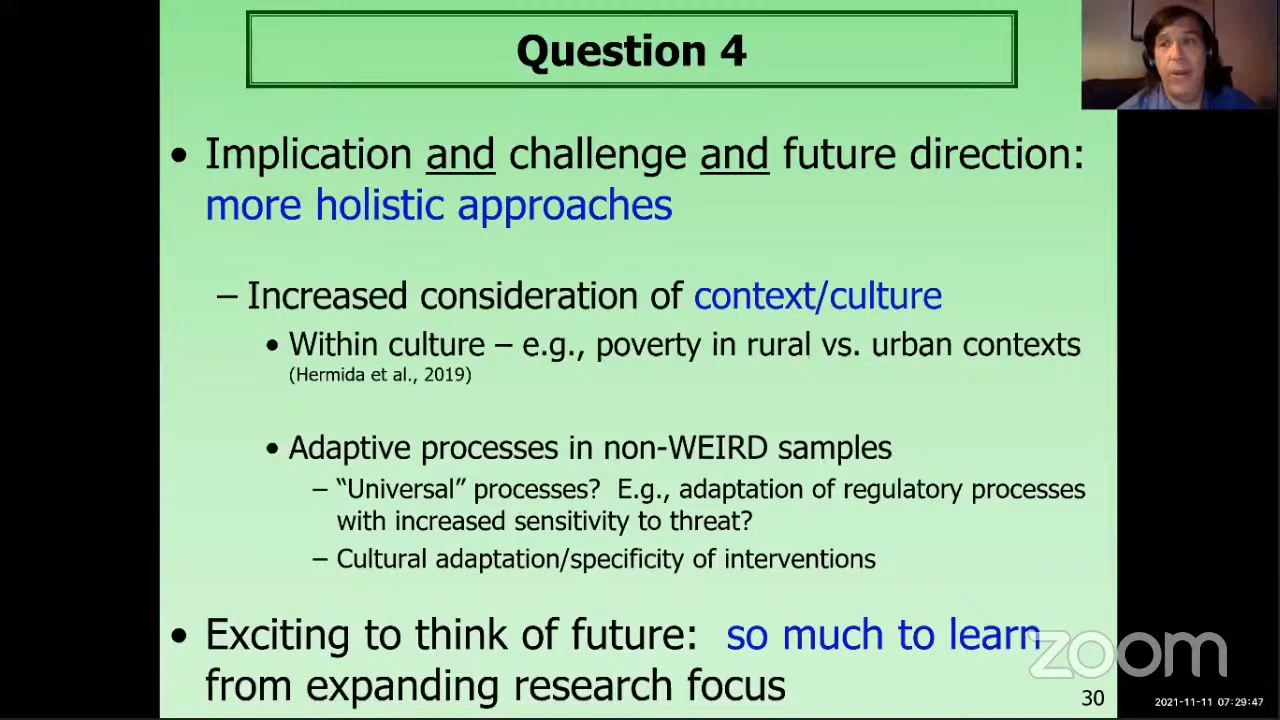 Question 4
• Implication and challenge and future direction:
more holistic approaches
– Increased consideration of context/culture
• Within culture – e.g., poverty in rural vs. urban contexts
(Hermida et al., 2019)
• Adaptive processes in non-WEIRD samples
– “Universal” processes? E.g., adaptation of regulatory processes
with increased sensitivity to threat?
– Cultural adaptation/specificity of interventions
• Exciting to think of future: so much to learn
from expanding research focus
zoom
30
2021-11-11 07:29:47